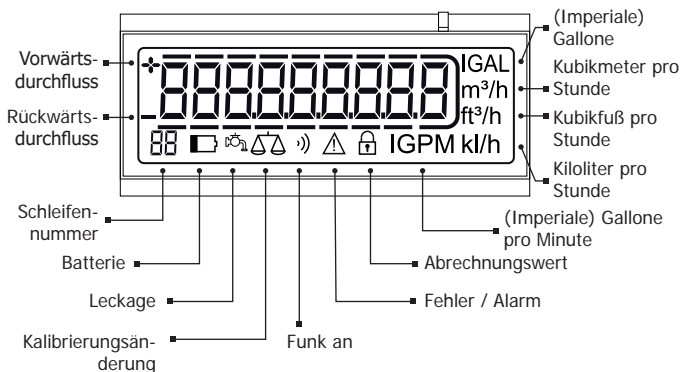 (Imperiale)
Gallone
Vorwärts-
durchfluss
IGAL
Kubikmeter pro
Stunde
888888888
m³/h
Rückwärts-
durchfluss
ft³/h
Kubikfuß pro
Stunde
88
IGPM kl/h
Kiloliter pro
Stunde
Schleifen-
nummer
(Imperiale) Gallone
pro Minute
Batterie
Abrechnungswert
Leckage
Fehler / Alarm
Kalibrierungsän-
derung
Funk an